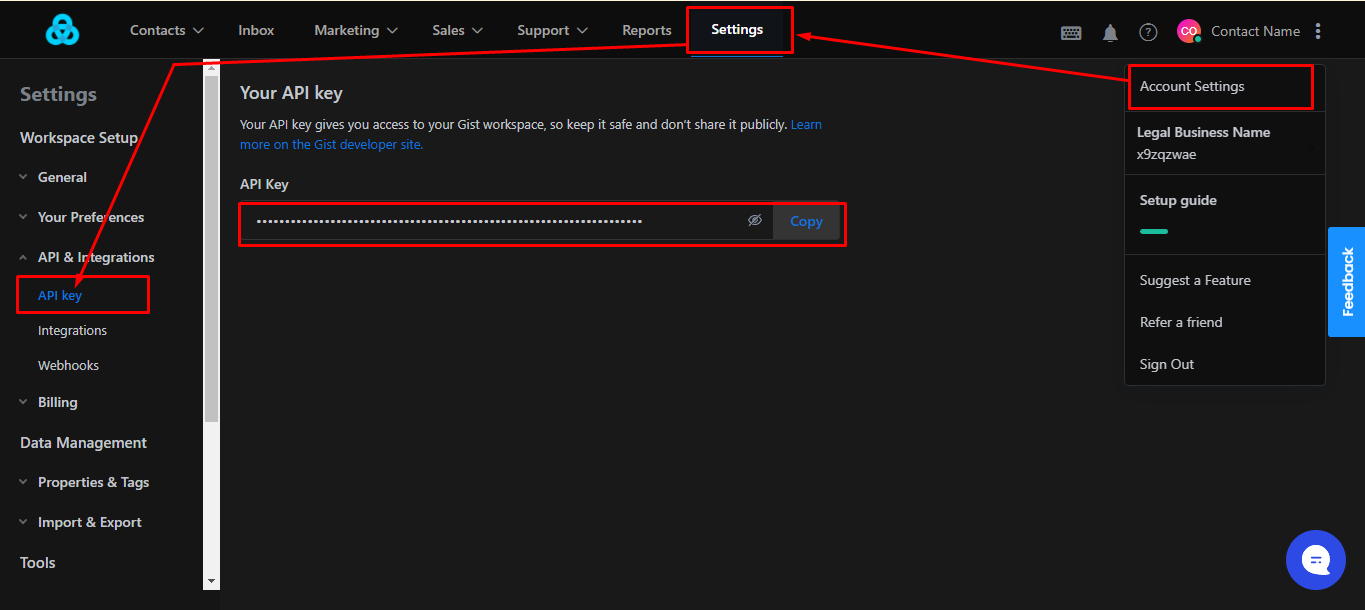 Contacts
Inbox
Marketing
Sales
Support
Reports
Settings
?
CO
Contact Name
Settings
Workspace Setup
General
Your Preferences
API & Integrations
API key
Integrations
Webhooks
Billing
Data Management
Properties & Tags
Import & Export
Tools
Your API key
Your API key gives you access to your Gist workspace, so keep it safe and don't share it publicly. Learn
more on the Gist developer site.
API Key
Copy
Account Settings
Legal Business Name
x9zqzwae
Setup guide
Suggest a Feature
Refer a friend
Sign Out
Feedback